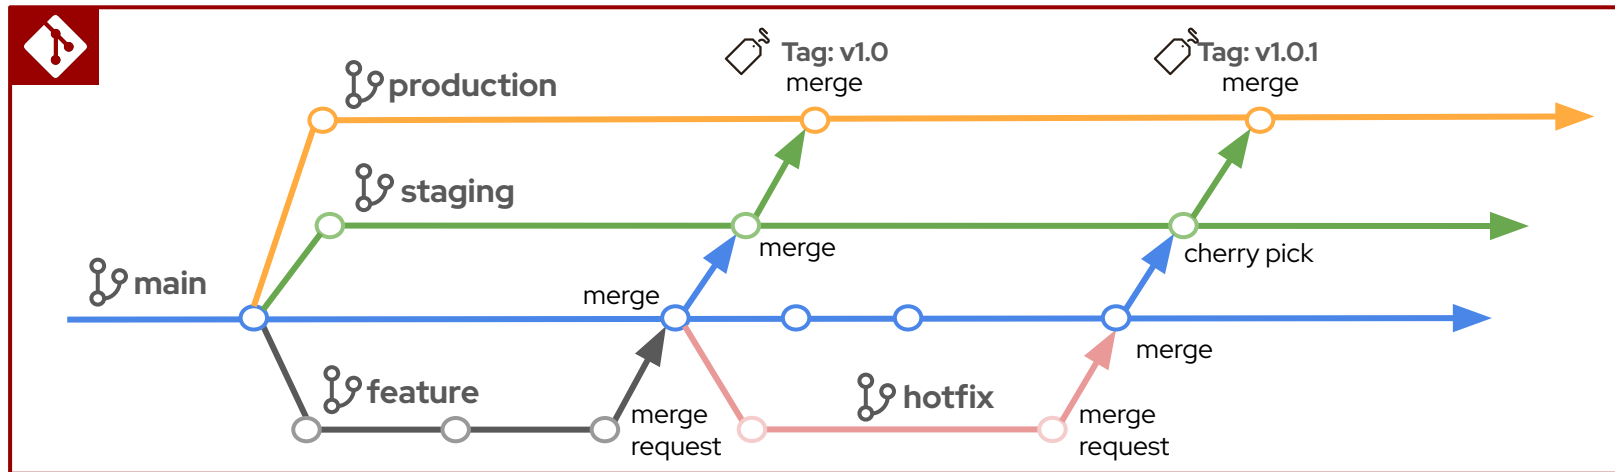 Tag: v1.0
merge
Tag: v1.0.1
merge
production
staging
merge
cherry pick
main
merge
merge
feature
hotfix
merge
request
merge
request